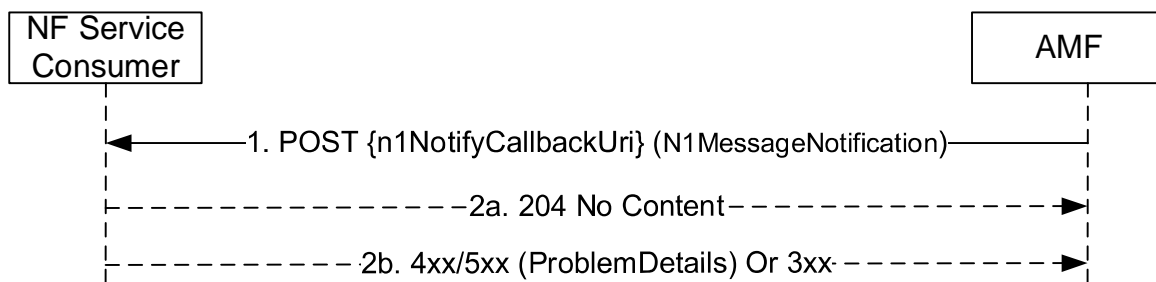 NF Service
Consumer
AMF
1. POST {n1NotifyCallbackUri} (N1MessageNotification)
2a. 204 No Content
2b. 4xx/5xx (ProblemDetails) Or 3xx